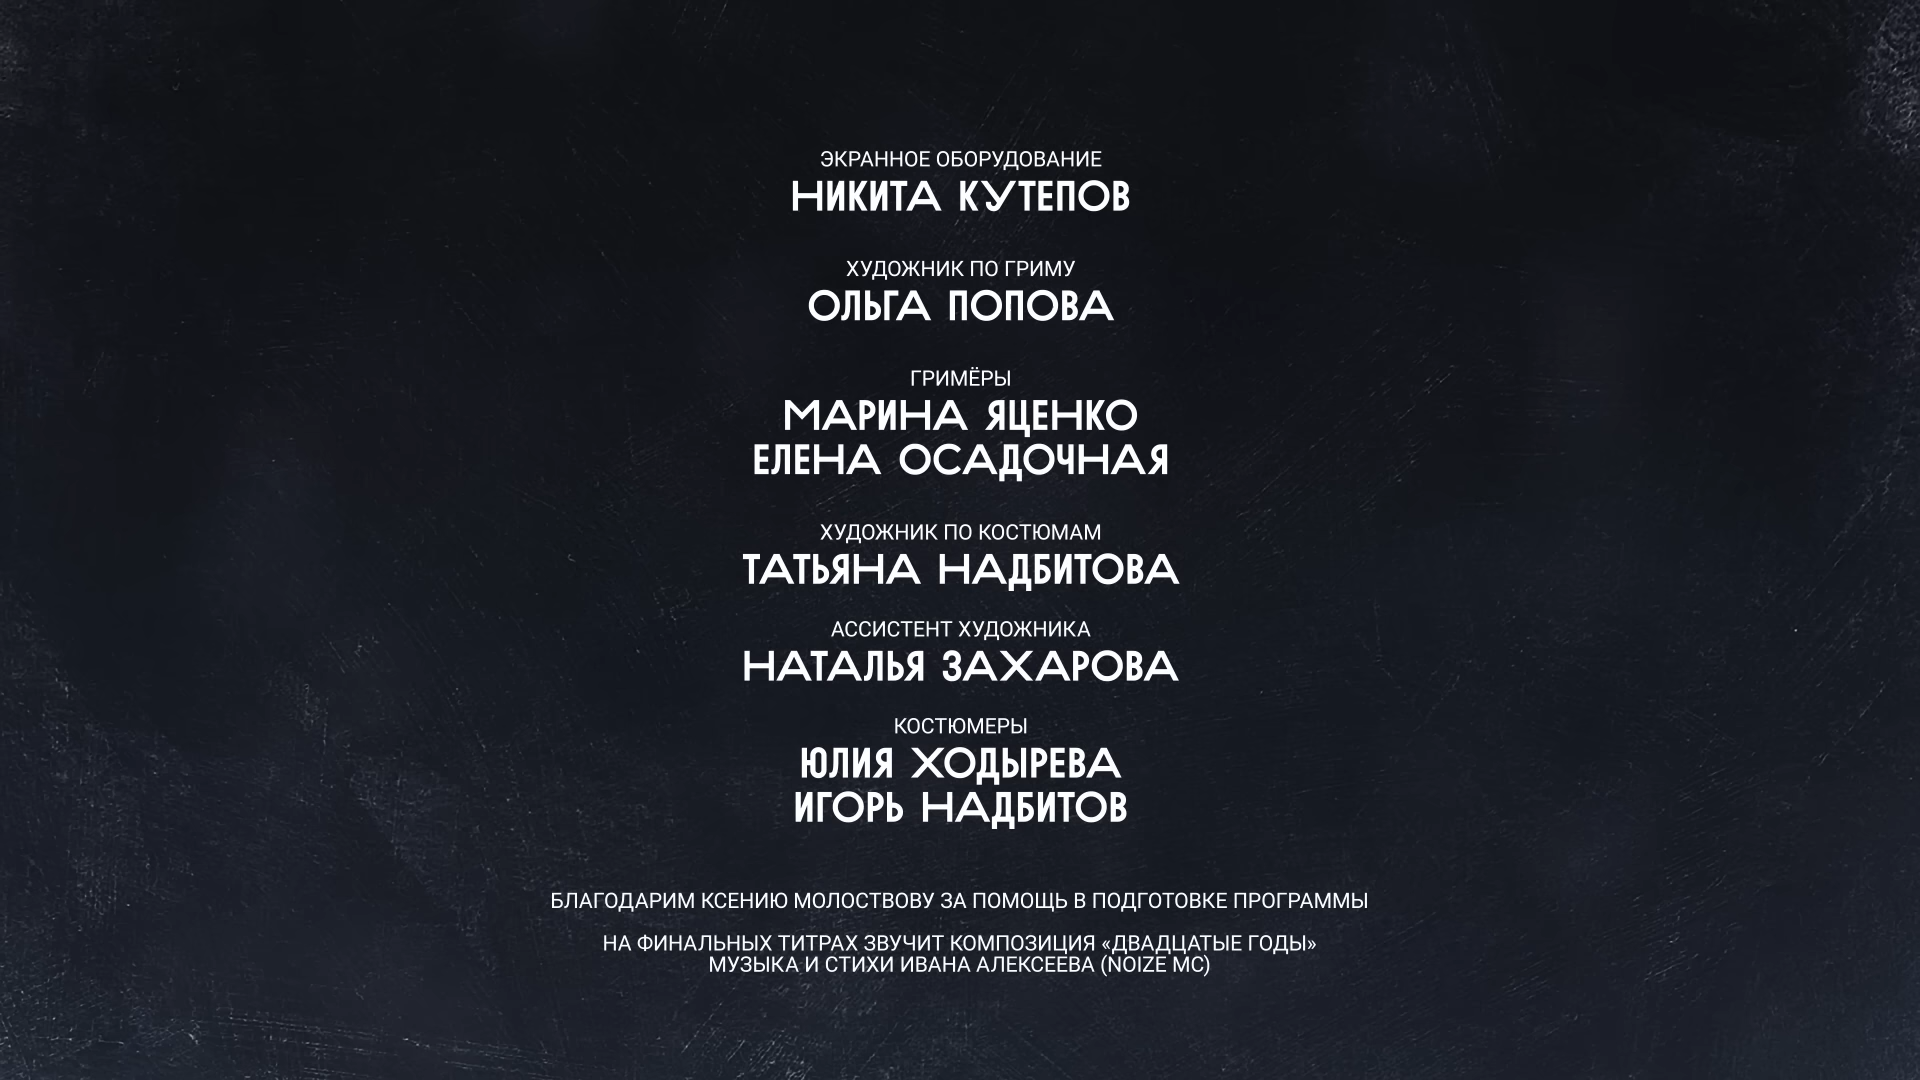 ЭКРАННОЕ ОБОРУДОВАНИЕ
НИКИТА КУТЕПОВ
ХУДОЖНИК ПО ГРИМУ
ОЛЬГА ПОПОВА
ГРИМЁРЫ
МАРИНА ЯЦЕНКО
ЕЛЕНА ОСАДОЧНАЯ
ХУДОЖНИК ПО КОСТЮМАМ
ТАТЬЯНА НАДБИТОВА
АССИСТЕНТ ХУДОЖНИКА
НАТАЛЬЯ ЗАХАРОВА
КОСТЮМЕРЫ
ЮЛИЯ ХОДЫРЕВА
ИГОРЬ НАДБИТОВ
БЛАГОДАРИМ КСЕНИЮ МОЛОСТВОВУ ЗА ПОМОЩЬ В ПОДГОТОВКЕ ПРОГРАММЫ
НА ФИНАЛЬНЫХ ТИТРАХ ЗВУЧИТ КОМПОЗИЦИЯ «ДВАДЦАТЫЕ ГОДЫ»
МУЗЫКА И СТИХИ ИВАНА АЛЕКСЕЕВА (NOIZE MC)